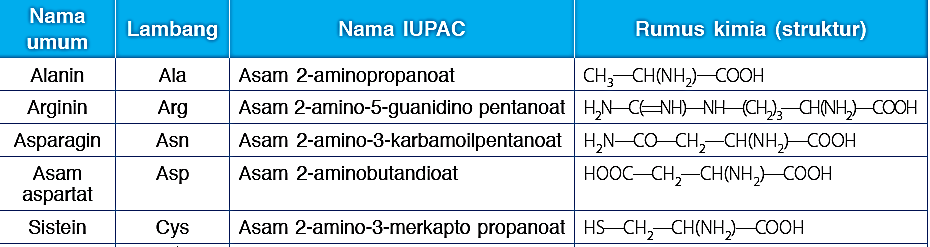 Nama umum Lambang Nama IUPAC Rumus kimia (struktur)
Alanin Ala Asam 2-aminopropanoat CH₃—CH(NH₂)—COOH
Arginin Arg Asam 2-amino-5-guanidino pentanoat H₂N—C(=NH)—NH—(CH₂)₃—CH(NH₂)—COOH
Asparagin Asn Asam 2-amino-3-karbamoilpentanoat H₂N—CO—CH₂—CH(NH₂)—COOH
Asam aspartat Asp Asam 2-aminobutandioat HOOC—CH₂—CH(NH₂)—COOH
Sistein Cys Asam 2-amino-3-merkapto propanoat HS—CH₂—CH(NH₂)—COOH